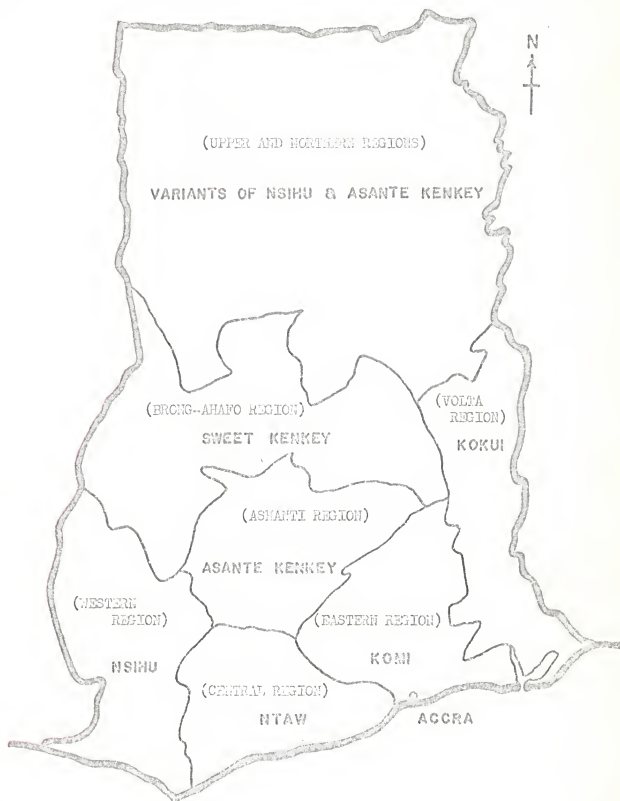 N
(UPPER AND NORTHERN REGIONS)
VARIANTS OF NSIHU & ASANTE KENKEY
(BRONG-AHAFO REGION)
SWEET KENKEY
(VOLTA
REGION)
KOKUI
(ASHANTI REGION)
ASANTE KENKEY
(WESTERN
REGION)
NSIHU
(EASTERN REGION)
KOMI
(CENTRAL REGION)
NTAW
ACCRA